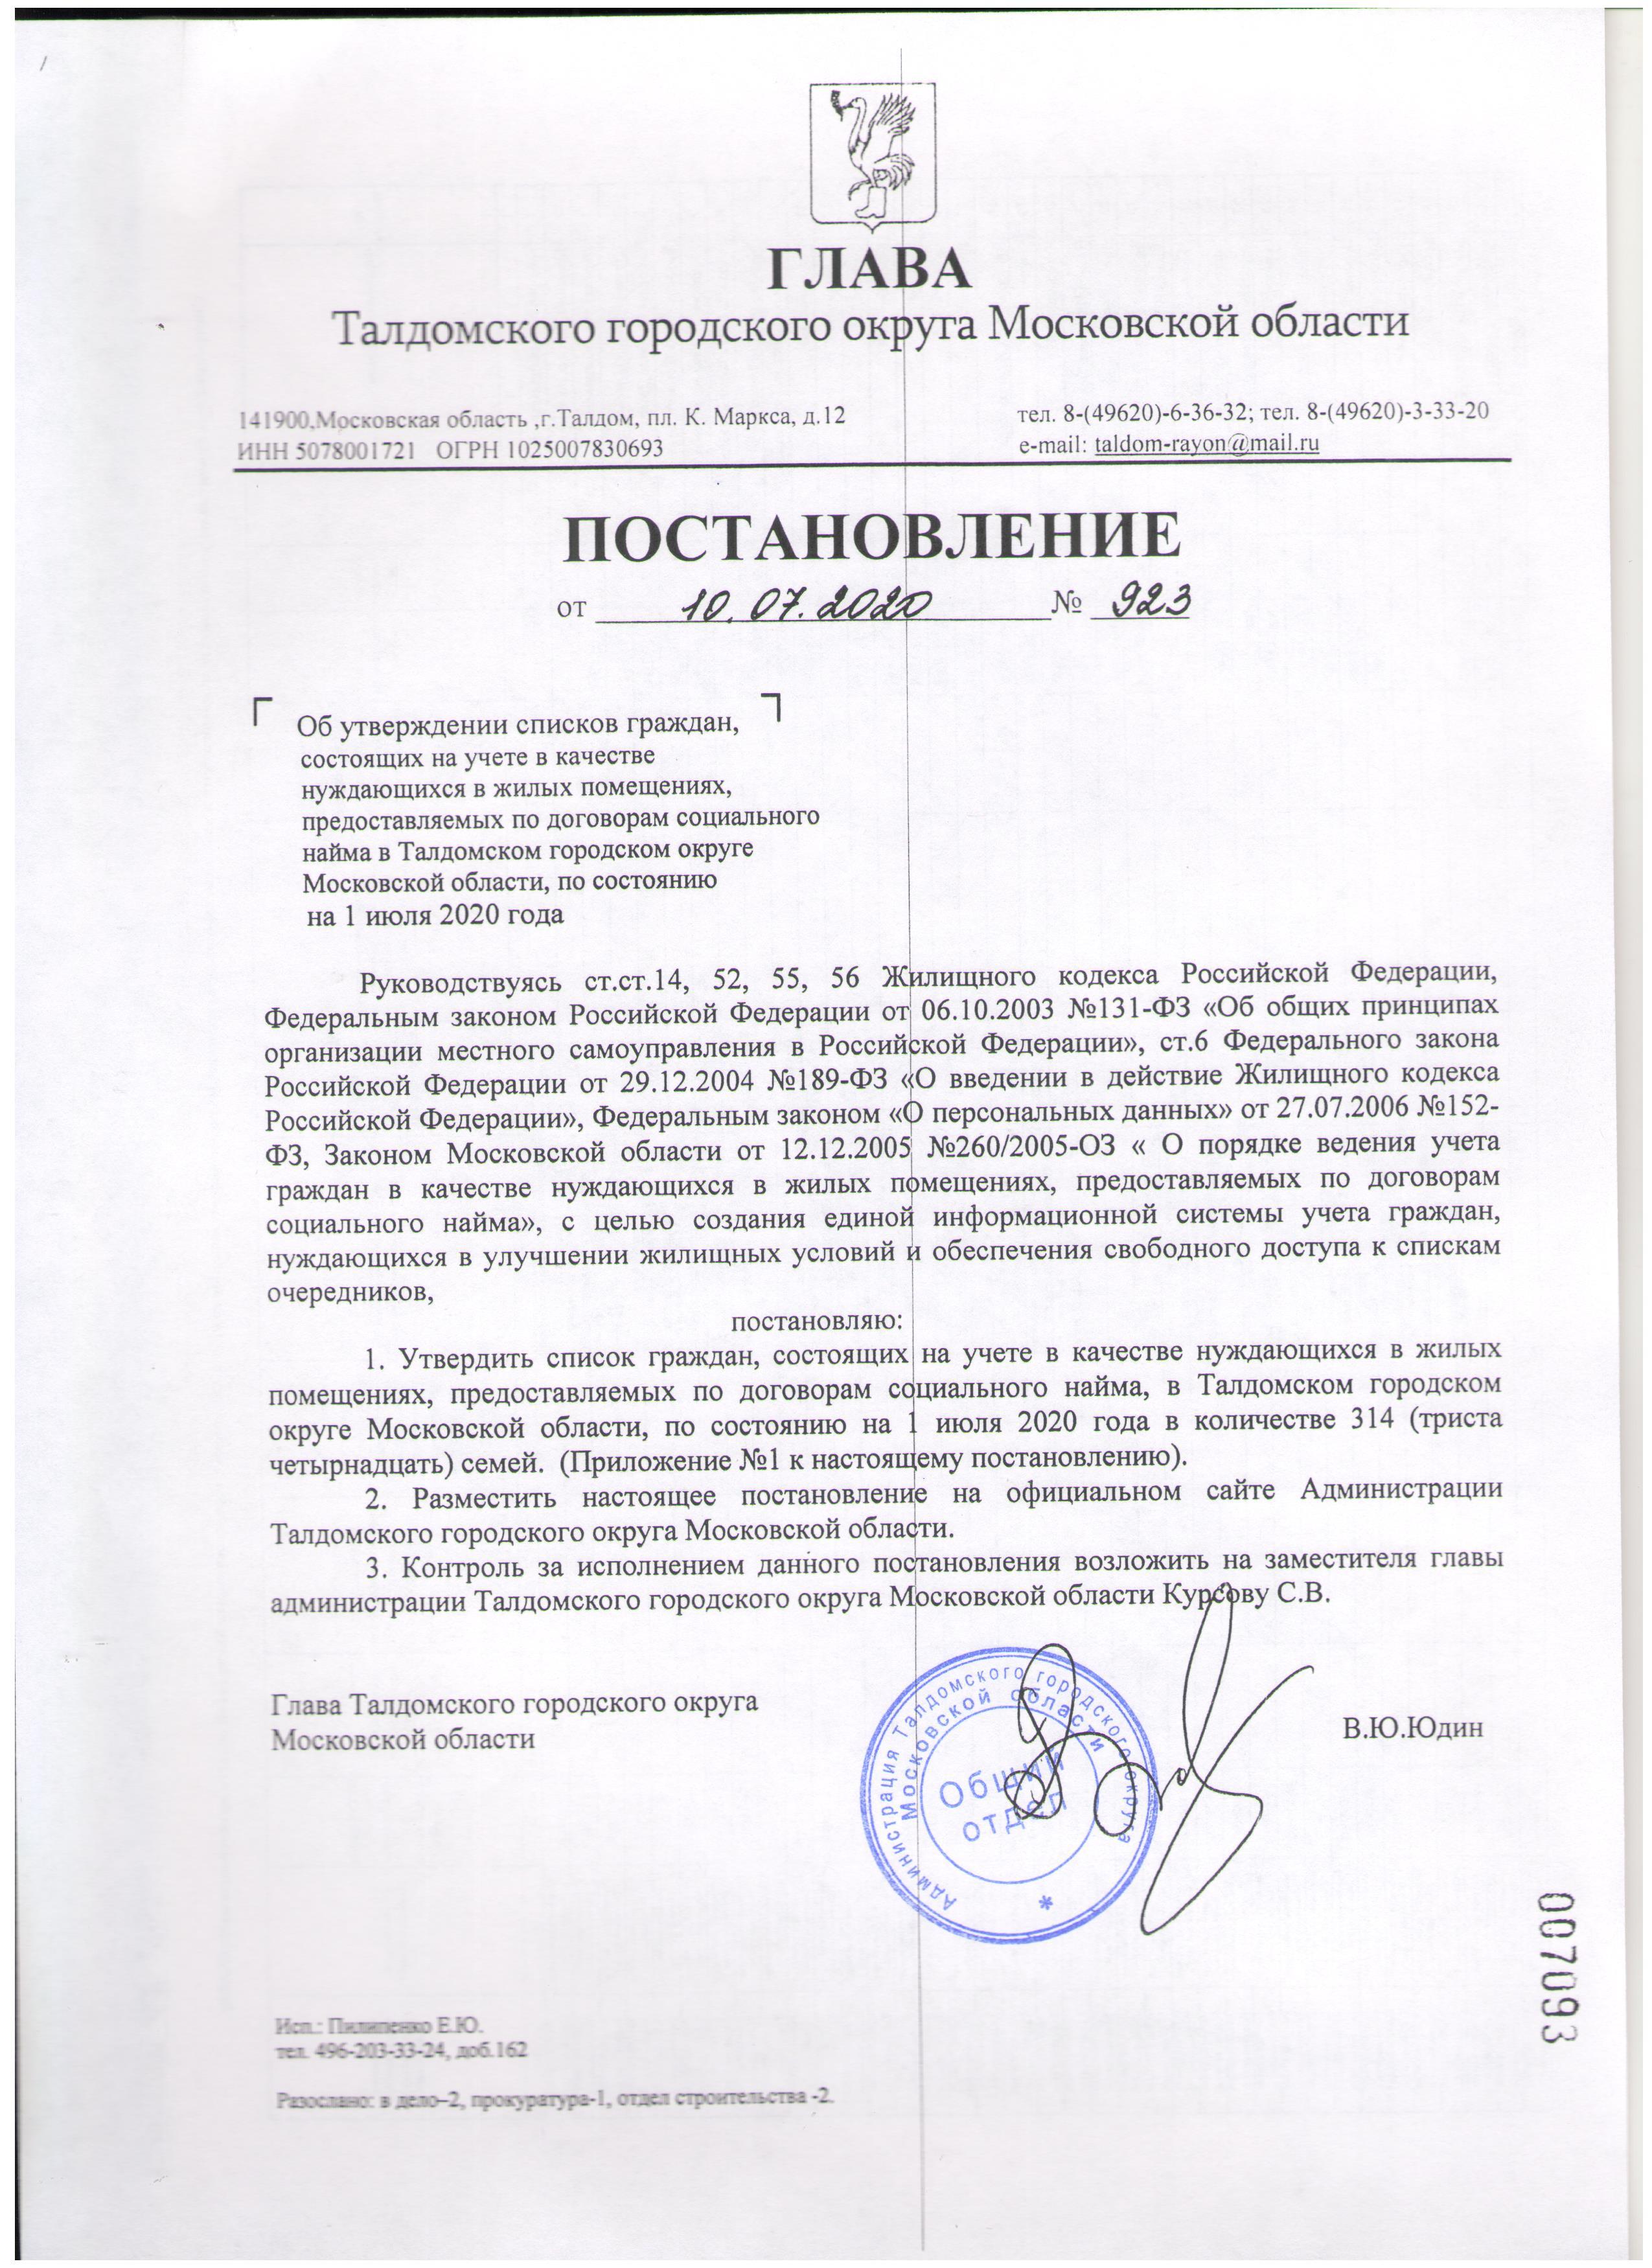 ГЛАВА
Талдомского городского округа Московской области
141900,Московская область ,г.Талдом, пл. К. Маркса, д.12
тел. 8-(49620)-6-36-32; тел. 8-(49620)-3-33-20
ИНН 5078001721 ОГРН 1025007830693
e-mail: taldom-rayon@mail.ru
ПОСТАНОВЛЕНИЕ
от 10.07.2020 № 923
Об утверждении списков граждан,
состоящих на учете в качестве
нуждающихся в жилых помещениях,
предоставляемых по договорам социального
найма в Талдомском городском округе
Московской области, по состоянию
на 1 июля 2020 года
Руководствуясь ст.ст.14, 52, 55, 56 Жилищного кодекса Российской Федерации,
Федеральным законом Российской Федерации от 06.10.2003 №131-ФЗ «Об общих принципах
организации местного самоуправления в Российской Федерации», ст.6 Федерального закона
Российской Федерации от 29.12.2004 №189-ФЗ «О введении в действие Жилищного кодекса
Российской Федерации», Федеральным законом «О персональных данных» от 27.07.2006 №152-
ФЗ, Законом Московской области от 12.12.2005 №260/2005-ОЗ « О порядке ведения учета
граждан в качестве нуждающихся в жилых помещениях, предоставляемых по договорам
социального найма», с целью создания единой информационной системы учета граждан,
нуждающихся в улучшении жилищных условий и обеспечения свободного доступа к спискам
очередников,
постановляю:
1. Утвердить список граждан, состоящих на учете в качестве нуждающихся в жилых
помещениях, предоставляемых по договорам социального найма, в Талдомском городском
округе Московской области, по состоянию на 1 июля 2020 года в количестве 314 (триста
четырнадцать) семей. (Приложение №1 к настоящему постановлению).
2. Разместить настоящее постановление на официальном сайте Администрации
Талдомского городского округа Московской области.
3. Контроль за исполнением данного постановления возложить на заместителя главы
администрации Талдомского городского округа Московской области Курсову С.В.
Глава Талдомского городского округа
Московской области
В.Ю.Юдин
Администрация Талдомского городского округа
Московской области
Общий
отдел
*
007093
Исп.: Пилипенко Е.Ю.
тел. 496-203-33-24, доб.162
Разослано: в дело–2, прокуратура-1, отдел строительства -2.